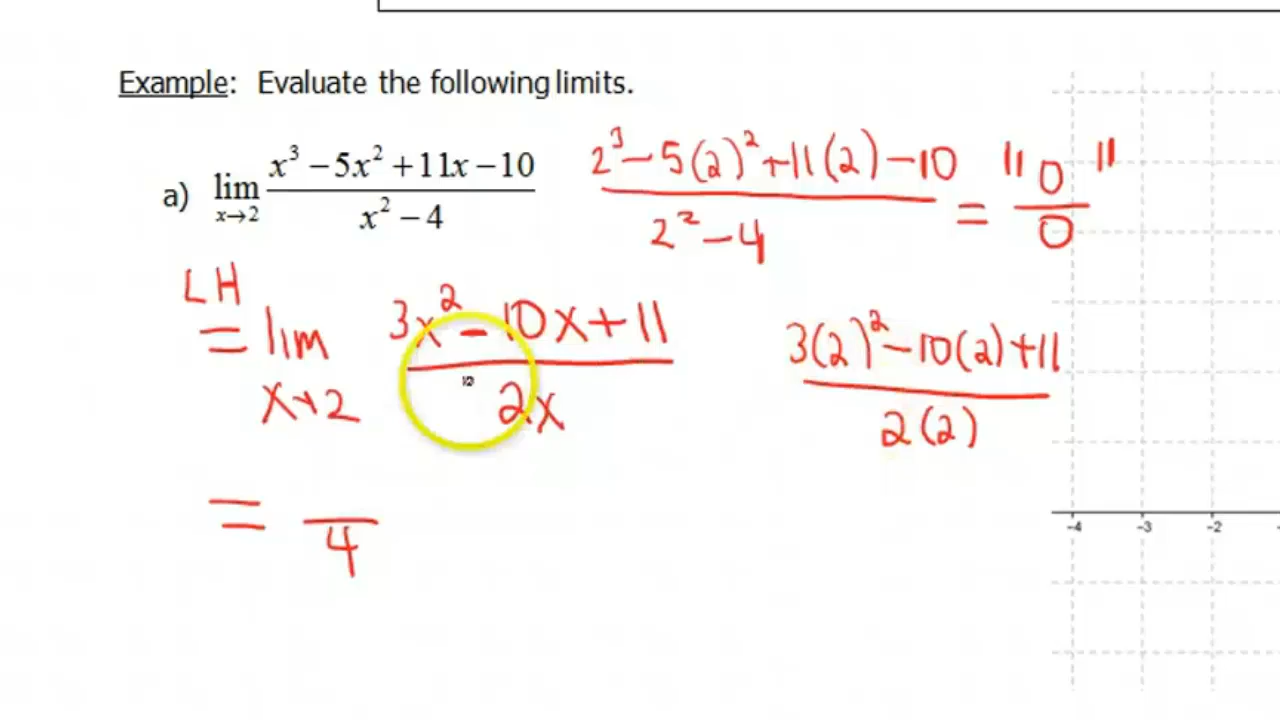 Example: Evaluate the following limits.
a) lim x→2 (x³ − 5x² + 11x − 10)/(x² − 4)
(2³ − 5(2)² + 11(2) − 10)/(2² − 4) = "0/0"
LH
= lim x→2 (3x² − 10x + 11)/(2x)
(3(2)² − 10(2) + 11)/(2(2))
= /4
-4 -3 -2